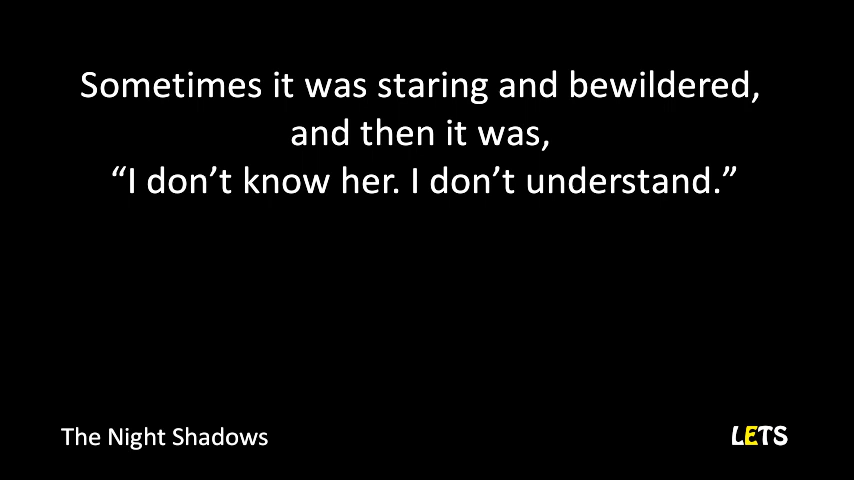 Sometimes it was staring and bewildered,
and then it was,
“I don’t know her. I don’t understand.”
The Night Shadows
LETS